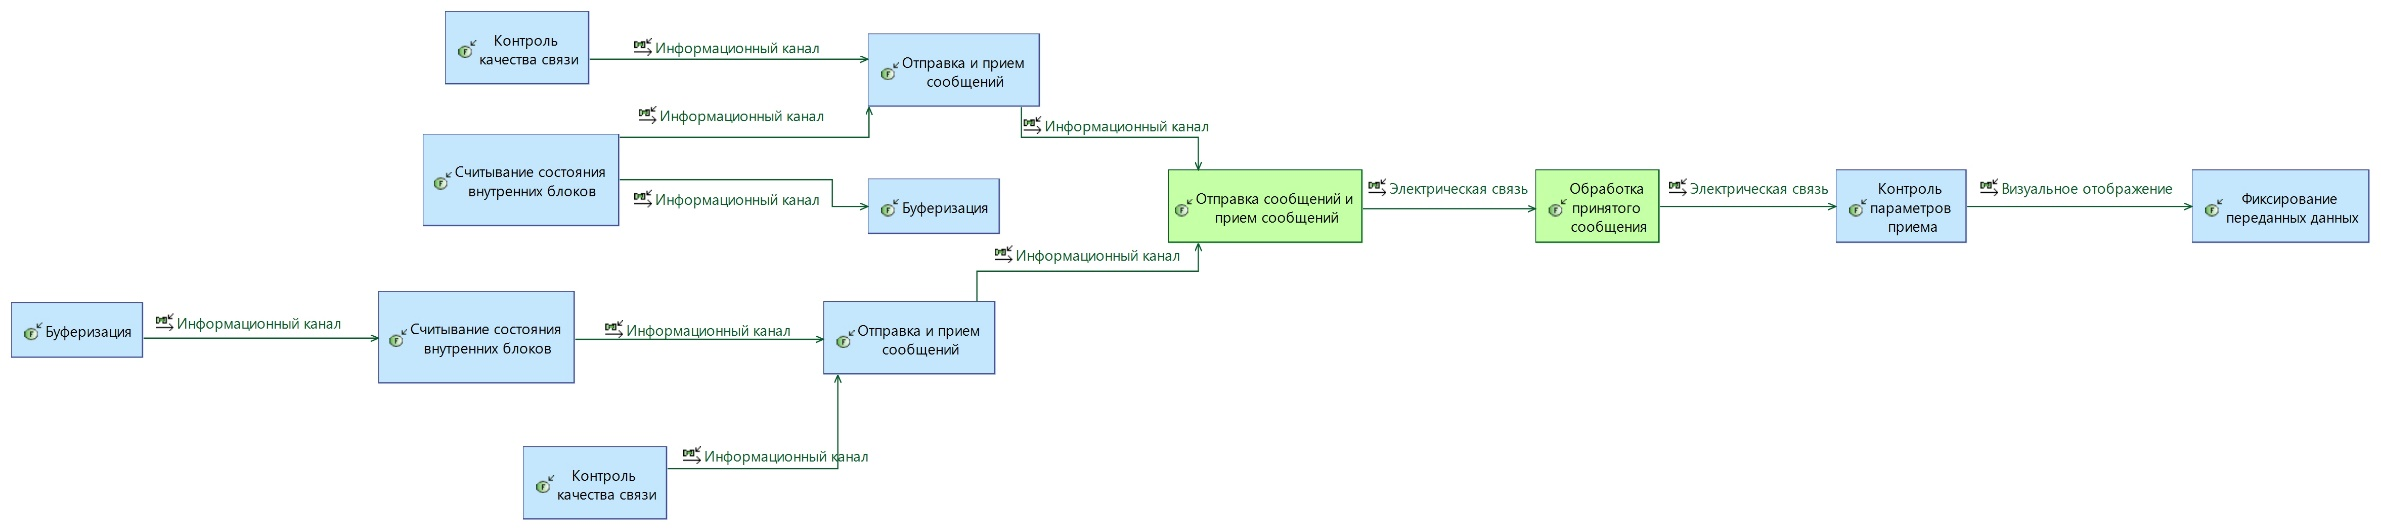 Контроль
качества связи
Информационный канал
Отправка и прием
сообщений
Информационный канал
Считывание состояния
внутренних блоков
Информационный канал
Буферизация
Информационный канал
Отправка сообщений и
прием сообщений
Электрическая связь
Обработка
принятого
сообщения
Электрическая связь
Контроль
параметров
приема
Визуальное отображение
Фиксирование
переданных данных
Информационный канал
Буферизация
Информационный канал
Считывание состояния
внутренних блоков
Информационный канал
Отправка и прием
сообщений
Контроль
качества связи
Информационный канал